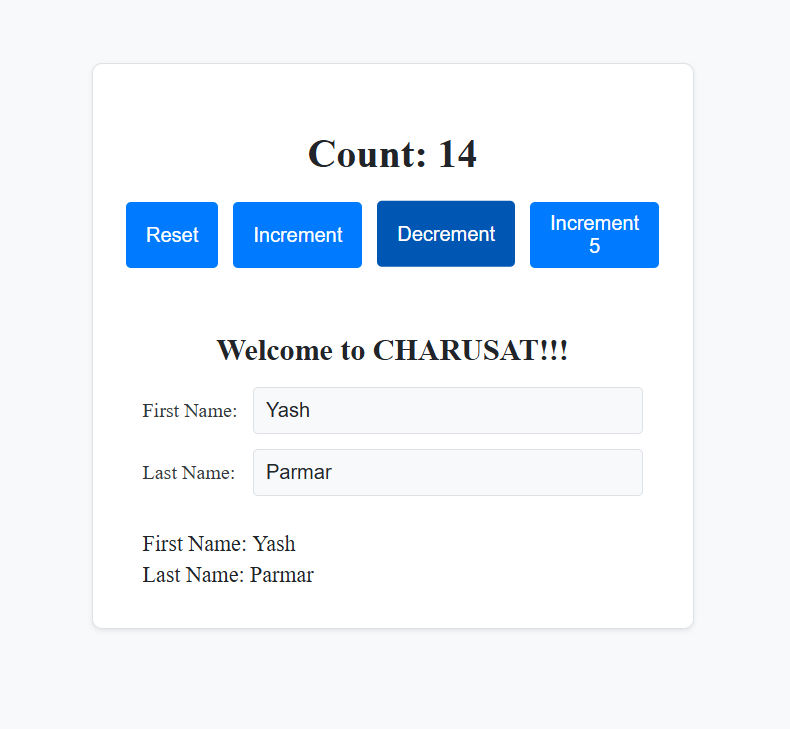 Count: 14
Reset Increment Decrement Increment
5
Welcome to CHARUSAT!!!
First Name: Yash
Last Name: Parmar
First Name: Yash
Last Name: Parmar